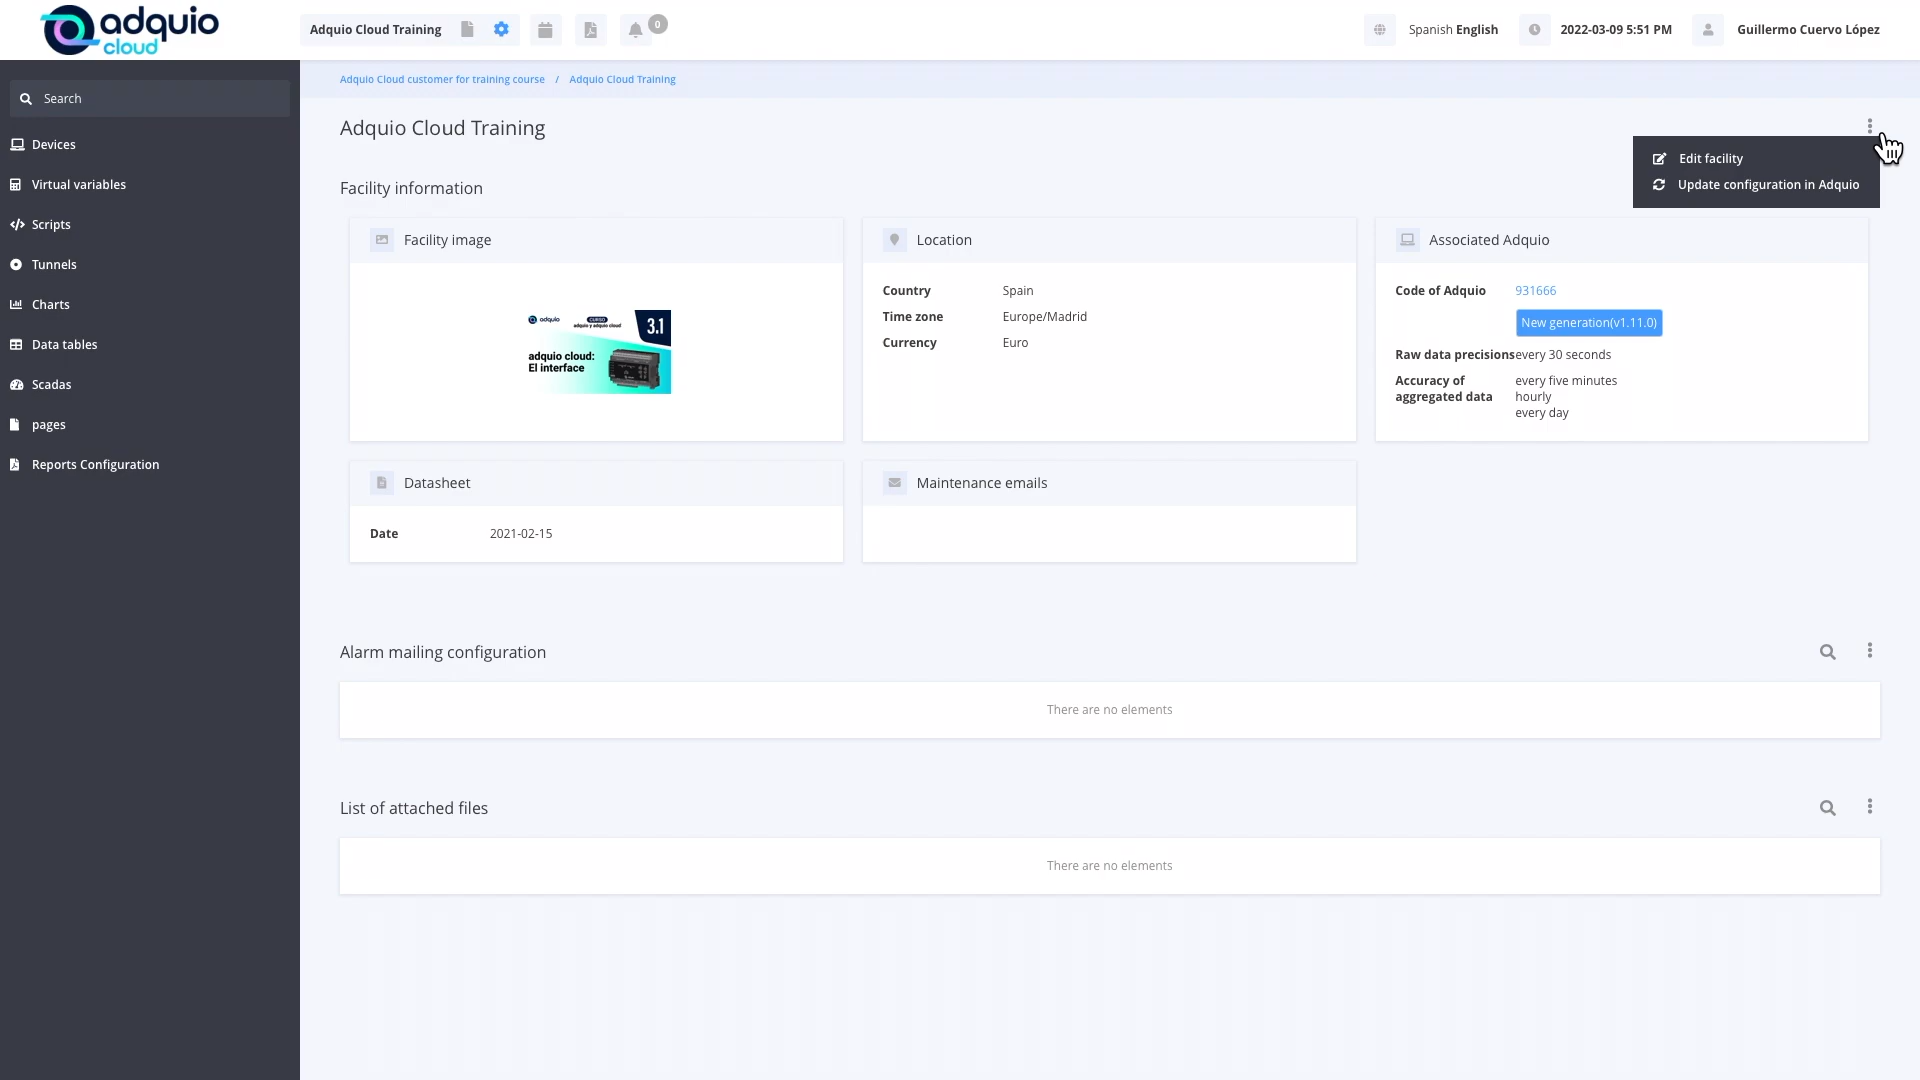 adquio
cloud
Adquio Cloud Training
0
Spanish English
2022-03-09 5:51 PM
Guillermo Cuervo López
Search
Devices
Virtual variables
Scripts
Tunnels
Charts
Data tables
Scadas
pages
Reports Configuration
Adquio Cloud customer for training course / Adquio Cloud Training
Adquio Cloud Training
Edit facility
Update configuration in Adquio
Facility information
Facility image
adquio
CURSO
adquio y adquio cloud
3.1
adquio cloud:
El interface
Location
Country Spain
Time zone Europe/Madrid
Currency Euro
Associated Adquio
Code of Adquio 931666
New generation(v1.11.0)
Raw data precisions every 30 seconds
Accuracy of every five minutes
aggregated data hourly
every day
Datasheet
Date 2021-02-15
Maintenance emails
Alarm mailing configuration
There are no elements
List of attached files
There are no elements